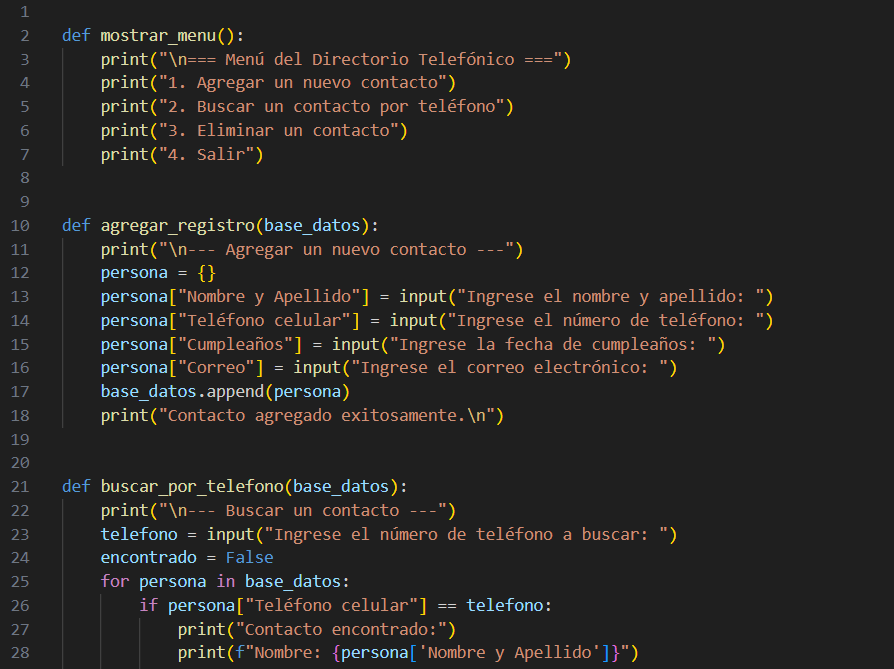 1
2 def mostrar_menu():
3 print("\n=== Menú del Directorio Telefónico ===")
4 print("1. Agregar un nuevo contacto")
5 print("2. Buscar un contacto por teléfono")
6 print("3. Eliminar un contacto")
7 print("4. Salir")
8
9
10 def agregar_registro(base_datos):
11 print("\n--- Agregar un nuevo contacto ---")
12 persona = {}
13 persona["Nombre y Apellido"] = input("Ingrese el nombre y apellido: ")
14 persona["Teléfono celular"] = input("Ingrese el número de teléfono: ")
15 persona["Cumpleaños"] = input("Ingrese la fecha de cumpleaños: ")
16 persona["Correo"] = input("Ingrese el correo electrónico: ")
17 base_datos.append(persona)
18 print("Contacto agregado exitosamente.\n")
19
20
21 def buscar_por_telefono(base_datos):
22 print("\n--- Buscar un contacto ---")
23 telefono = input("Ingrese el número de teléfono a buscar: ")
24 encontrado = False
25 for persona in base_datos:
26 if persona["Teléfono celular"] == telefono:
27 print("Contacto encontrado:")
28 print(f"Nombre: {persona['Nombre y Apellido']}")